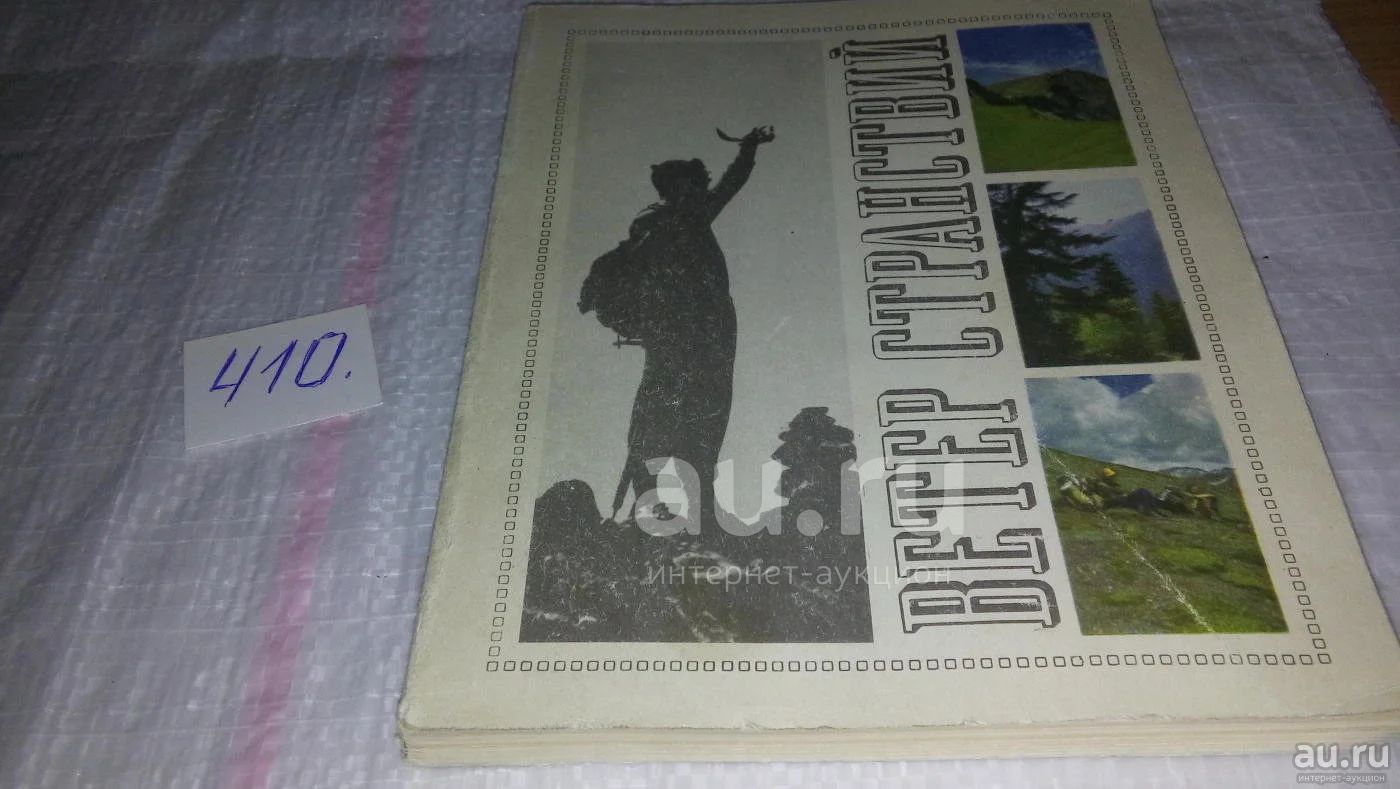 410.
ВЕТЕР СТРАНСТВИЙ
au.ru
интернет-аукцион
au.ru
интернет-аукцион